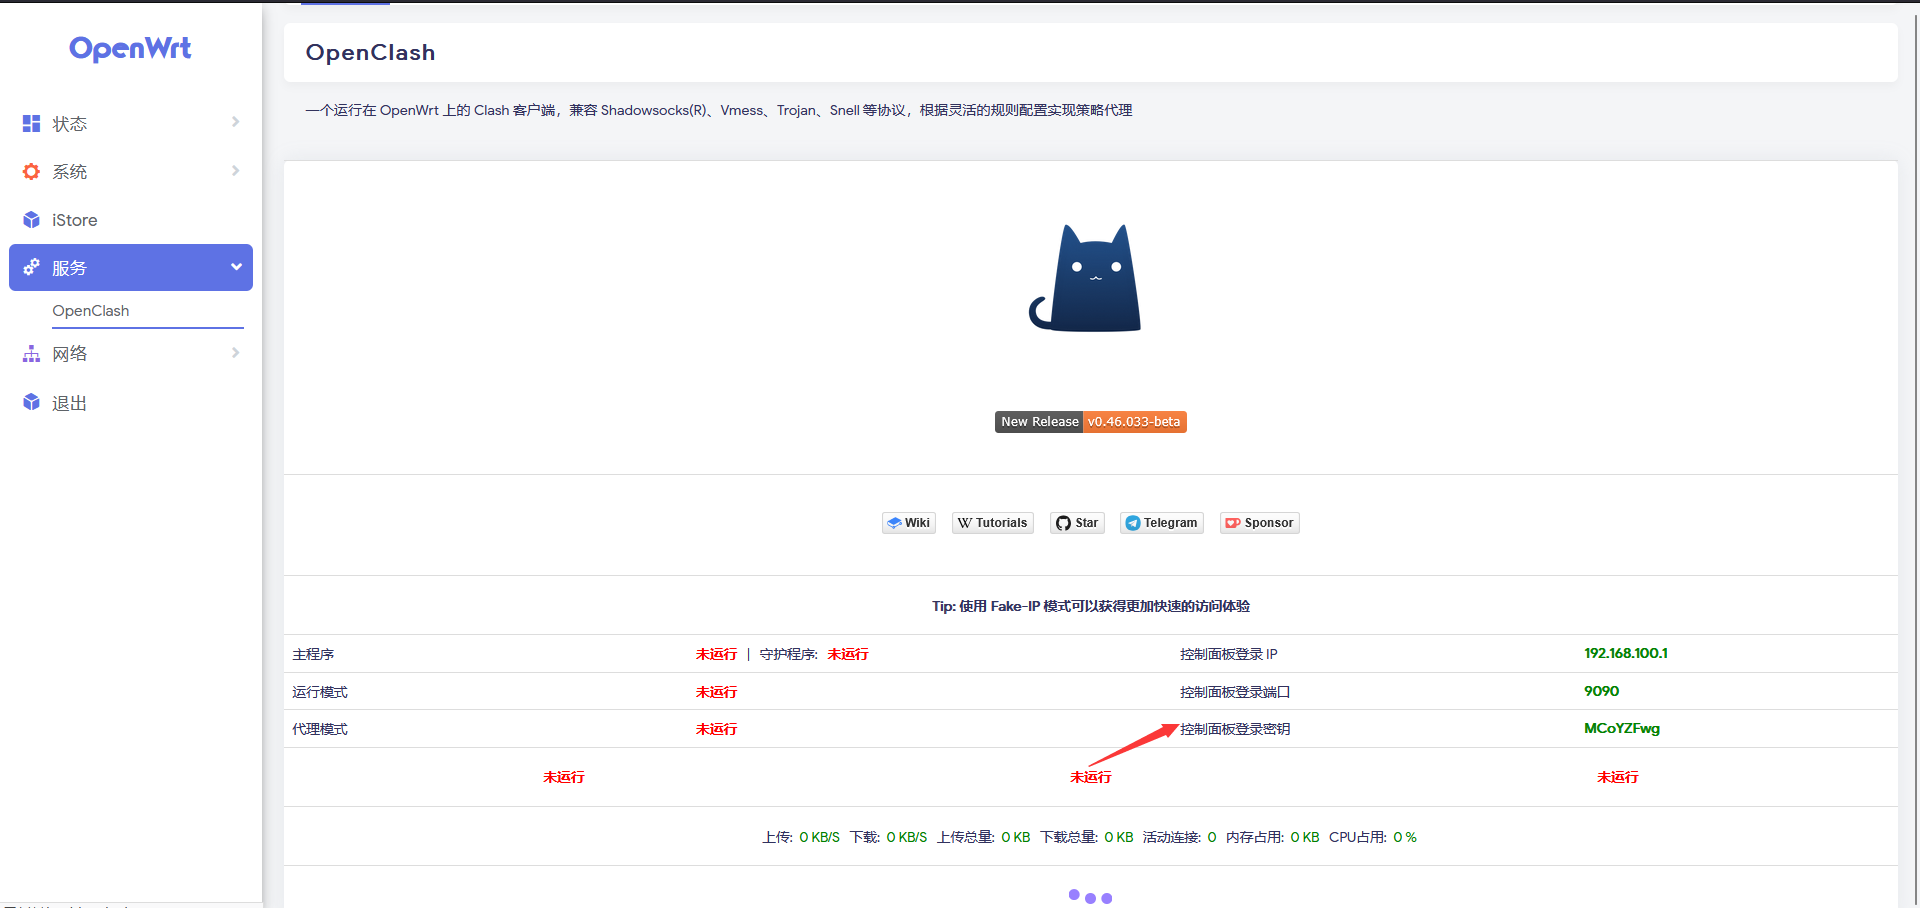 OpenWrt
状态
系统
iStore
服务
OpenClash
网络
退出
OpenClash
一个运行在 OpenWrt 上的 Clash 客户端，兼容 Shadowsocks(R)、Vmess、Trojan、Snell 等协议，根据灵活的规则配置实现策略代理
New Release v0.46.033-beta
Wiki Tutorials Star Telegram Sponsor
Tip: 使用 Fake-IP 模式可以获得更加快速的访问体验
主程序 未运行 | 守护程序: 未运行 控制面板登录 IP 192.168.100.1
运行模式 未运行 控制面板登录端口 9090
代理模式 未运行 控制面板登录密钥 MCoYZFwg
未运行 未运行 未运行
上传: 0 KB/S 下载: 0 KB/S 上传总量: 0 KB 下载总量: 0 KB 活动连接: 0 内存占用: 0 KB CPU占用: 0 %